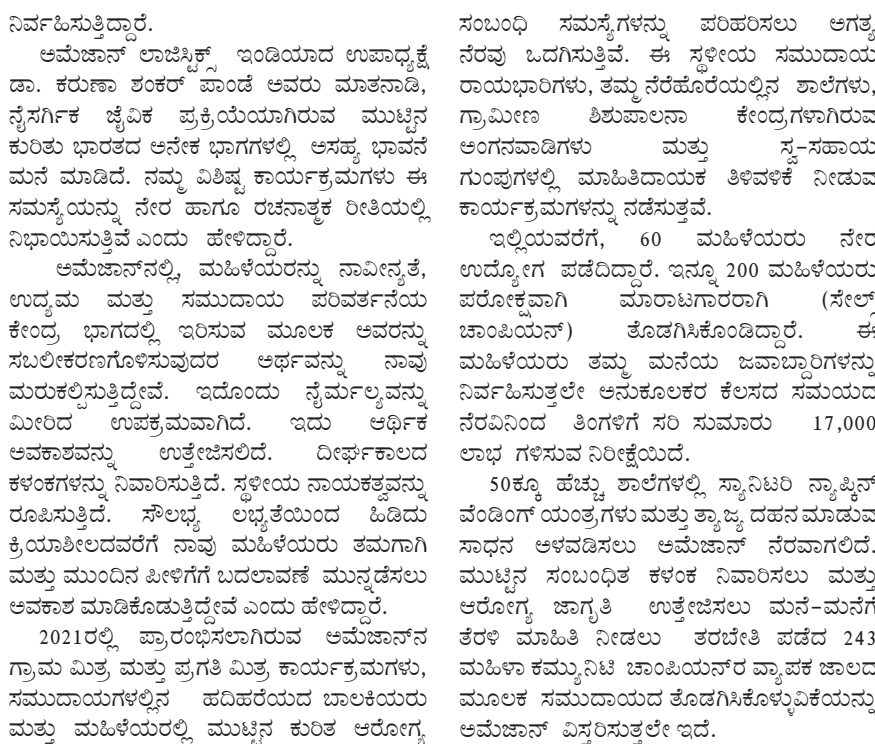 ನಿರ್ವಹಿಸುತ್ತಿದ್ದಾರೆ.
ಅಮೆಜಾನ್ ಲಾಜಿಸ್ಟಿಕ್ಸ್ ಇಂಡಿಯಾದ ಉಪಾಧ್ಯಕ್ಷೆ
ಡಾ. ಕರುಣಾ ಶಂಕರ್ ಪಾಂಡೆ ಅವರು ಮಾತನಾಡಿ,
ನೈಸರ್ಗಿಕ ಜೈವಿಕ ಪ್ರಕ್ರಿಯೆಯಾಗಿರುವ ಮುಟ್ಟಿನ
ಕುರಿತು ಭಾರತದ ಅನೇಕ ಭಾಗಗಳಲ್ಲಿ ಅಸಹ್ಯ ಭಾವನೆ
ಮನೆ ಮಾಡಿದೆ. ನಮ್ಮ ವಿಶಿಷ್ಟ ಕಾರ್ಯಕ್ರಮಗಳು ಈ
ಸಮಸ್ಯೆಯನ್ನು ನೇರ ಹಾಗೂ ರಚನಾತ್ಮಕ ರೀತಿಯಲ್ಲಿ
ನಿಭಾಯಿಸುತ್ತಿವೆ ಎಂದು ಹೇಳಿದ್ದಾರೆ.
ಅಮೆಜಾನ್‌ನಲ್ಲಿ, ಮಹಿಳೆಯರನ್ನು ನಾವೀನ್ಯತೆ,
ಉದ್ಯಮ ಮತ್ತು ಸಮುದಾಯ ಪರಿವರ್ತನೆಯ
ಕೇಂದ್ರ ಭಾಗದಲ್ಲಿ ಇರಿಸುವ ಮೂಲಕ ಅವರನ್ನು
ಸಬಲೀಕರಣಗೊಳಿಸುವುದರ ಅರ್ಥವನ್ನು ನಾವು
ಮರುಕಲ್ಪಿಸುತ್ತಿದ್ದೇವೆ. ಇದೊಂದು ನೈರ್ಮಲ್ಯವನ್ನು
ಮೀರಿದ ಉಪಕ್ರಮವಾಗಿದೆ. ಇದು ಆರ್ಥಿಕ
ಅವಕಾಶವನ್ನು ಉತ್ತೇಜಿಸಲಿದೆ. ದೀರ್ಘಕಾಲದ
ಕಳಂಕಗಳನ್ನು ನಿವಾರಿಸುತ್ತಿದೆ. ಸ್ಥಳೀಯ ನಾಯಕತ್ವವನ್ನು
ರೂಪಿಸುತ್ತಿದೆ. ಸೌಲಭ್ಯ ಲಭ್ಯತೆಯಿಂದ ಹಿಡಿದು
ಕ್ರಿಯಾಶೀಲದವರೆಗೆ ನಾವು ಮಹಿಳೆಯರು ತಮಗಾಗಿ
ಮತ್ತು ಮುಂದಿನ ಪೀಳಿಗೆಗೆ ಬದಲಾವಣೆ ಮುನ್ನಡೆಸಲು
ಅವಕಾಶ ಮಾಡಿಕೊಡುತ್ತಿದ್ದೇವೆ ಎಂದು ಹೇಳಿದ್ದಾರೆ.
2021ರಲ್ಲಿ ಪ್ರಾರಂಭಿಸಲಾಗಿರುವ ಅಮೆಜಾನ್‌ನ
ಗ್ರಾಮ ಮಿತ್ರ ಮತ್ತು ಪ್ರಗತಿ ಮಿತ್ರ ಕಾರ್ಯಕ್ರಮಗಳು,
ಸಮುದಾಯಗಳಲ್ಲಿನ ಹದಿಹರೆಯದ ಬಾಲಕಿಯರು
ಮತ್ತು ಮಹಿಳೆಯರಲ್ಲಿ ಮುಟ್ಟಿನ ಕುರಿತ ಆರೋಗ್ಯ
ಸಂಬಂಧಿ ಸಮಸ್ಯೆಗಳನ್ನು ಪರಿಹರಿಸಲು ಅಗತ್ಯ
ನೆರವು ಒದಗಿಸುತ್ತಿವೆ. ಈ ಸ್ಥಳೀಯ ಸಮುದಾಯ
ರಾಯಭಾರಿಗಳು, ತಮ್ಮ ನೆರೆಹೊರೆಯಲ್ಲಿನ ಶಾಲೆಗಳು,
ಗ್ರಾಮೀಣ ಶಿಶುಪಾಲನಾ ಕೇಂದ್ರಗಳಾಗಿರುವ
ಅಂಗನವಾಡಿಗಳು ಮತ್ತು ಸ್ವ-ಸಹಾಯ
ಗುಂಪುಗಳಲ್ಲಿ ಮಾಹಿತಿದಾಯಕ ತಿಳಿವಳಿಕೆ ನೀಡುವ
ಕಾರ್ಯಕ್ರಮಗಳನ್ನು ನಡೆಸುತ್ತವೆ.
ಇಲ್ಲಿಯವರೆಗೆ, 60 ಮಹಿಳೆಯರು ನೇರ
ಉದ್ಯೋಗ ಪಡೆದಿದ್ದಾರೆ. ಇನ್ನೂ 200 ಮಹಿಳೆಯರು
ಪರೋಕ್ಷವಾಗಿ ಮಾರಾಟಗಾರರಾಗಿ (ಸೇಲ್ಸ್
ಚಾಂಪಿಯನ್) ತೊಡಗಿಸಿಕೊಂಡಿದ್ದಾರೆ. ಈ
ಮಹಿಳೆಯರು ತಮ್ಮ ಮನೆಯ ಜವಾಬ್ದಾರಿಗಳನ್ನು
ನಿರ್ವಹಿಸುತ್ತಲೇ ಅನುಕೂಲಕರ ಕೆಲಸದ ಸಮಯದ
ನೆರವಿನಿಂದ ತಿಂಗಳಿಗೆ ಸರಿ ಸುಮಾರು 17,000
ಲಾಭ ಗಳಿಸುವ ನಿರೀಕ್ಷೆಯಿದೆ.
50ಕ್ಕೂ ಹೆಚ್ಚು ಶಾಲೆಗಳಲ್ಲಿ ಸ್ಯಾನಿಟರಿ ನ್ಯಾಪ್ಕಿನ್
ವೆಂಡಿಂಗ್ ಯಂತ್ರಗಳು ಮತ್ತು ತ್ಯಾಜ್ಯ ದಹನ ಮಾಡುವ
ಸಾಧನ ಅಳವಡಿಸಲು ಅಮೆಜಾನ್ ನೆರವಾಗಲಿದೆ.
ಮುಟ್ಟಿನ ಸಂಬಂಧಿತ ಕಳಂಕ ನಿವಾರಿಸಲು ಮತ್ತು
ಆರೋಗ್ಯ ಜಾಗೃತಿ ಉತ್ತೇಜಿಸಲು ಮನೆ-ಮನೆಗೆ
ತೆರಳಿ ಮಾಹಿತಿ ನೀಡಲು ತರಬೇತಿ ಪಡೆದ 243
ಮಹಿಳಾ ಕಮ್ಯುನಿಟಿ ಚಾಂಪಿಯನ್‌ರ ವ್ಯಾಪಕ ಜಾಲದ
ಮೂಲಕ ಸಮುದಾಯದ ತೊಡಗಿಸಿಕೊಳ್ಳುವಿಕೆಯನ್ನು
ಅಮೆಜಾನ್ ವಿಸ್ತರಿಸುತ್ತಲೇ ಇದೆ.